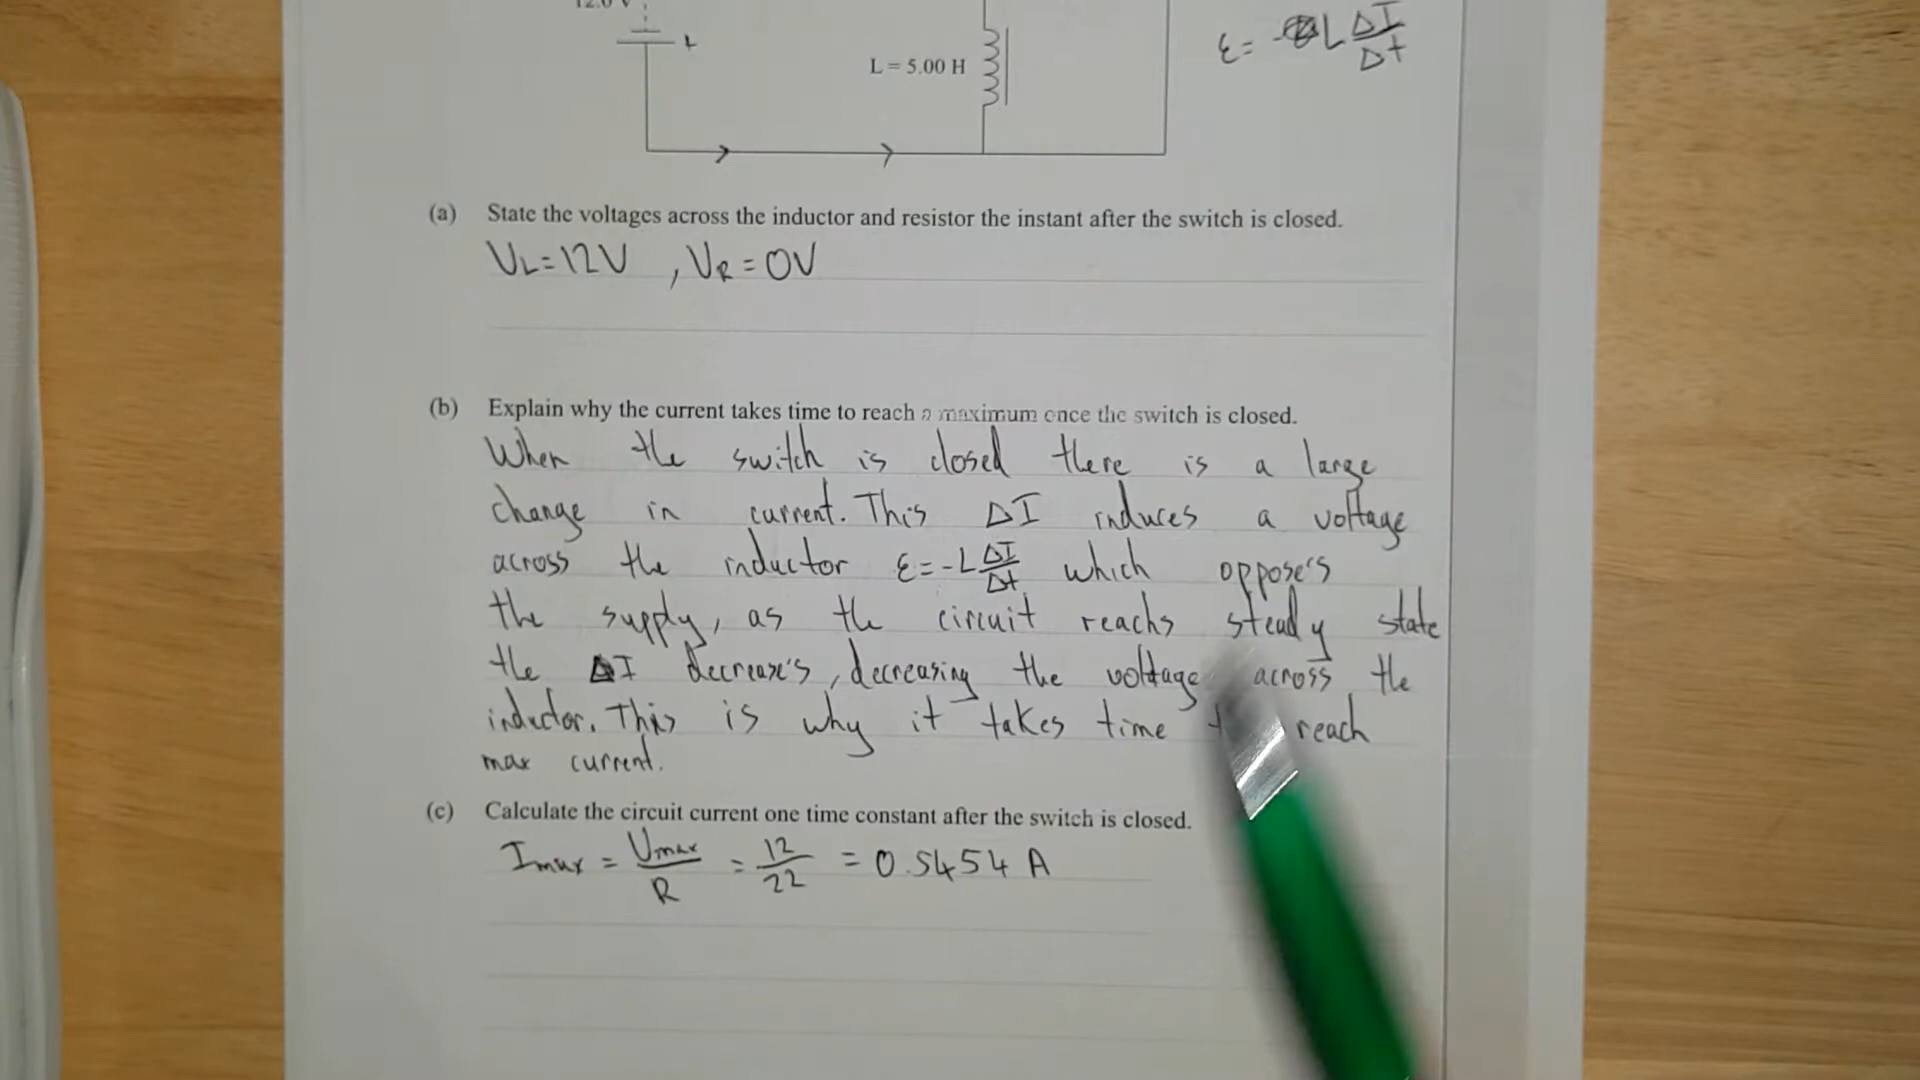 12.0 V
+
L = 5.00 H
ε = - L ΔI/Δt
(a) State the voltages across the inductor and resistor the instant after the switch is closed.
VL=12V , VR=0V
(b) Explain why the current takes time to reach a maximum once the switch is closed.
When the switch is closed there is a large
change in current. This ΔI induces a voltage
across the inductor ε=-L ΔI/Δt which oppose's
the supply, as the circuit reachs steady state
the ΔI decrease's, decreasing the voltage across the
inductor. This is why it takes time reach
max current.
(c) Calculate the circuit current one time constant after the switch is closed.
Imax = Vmax/R = 12/22 = 0.5454 A